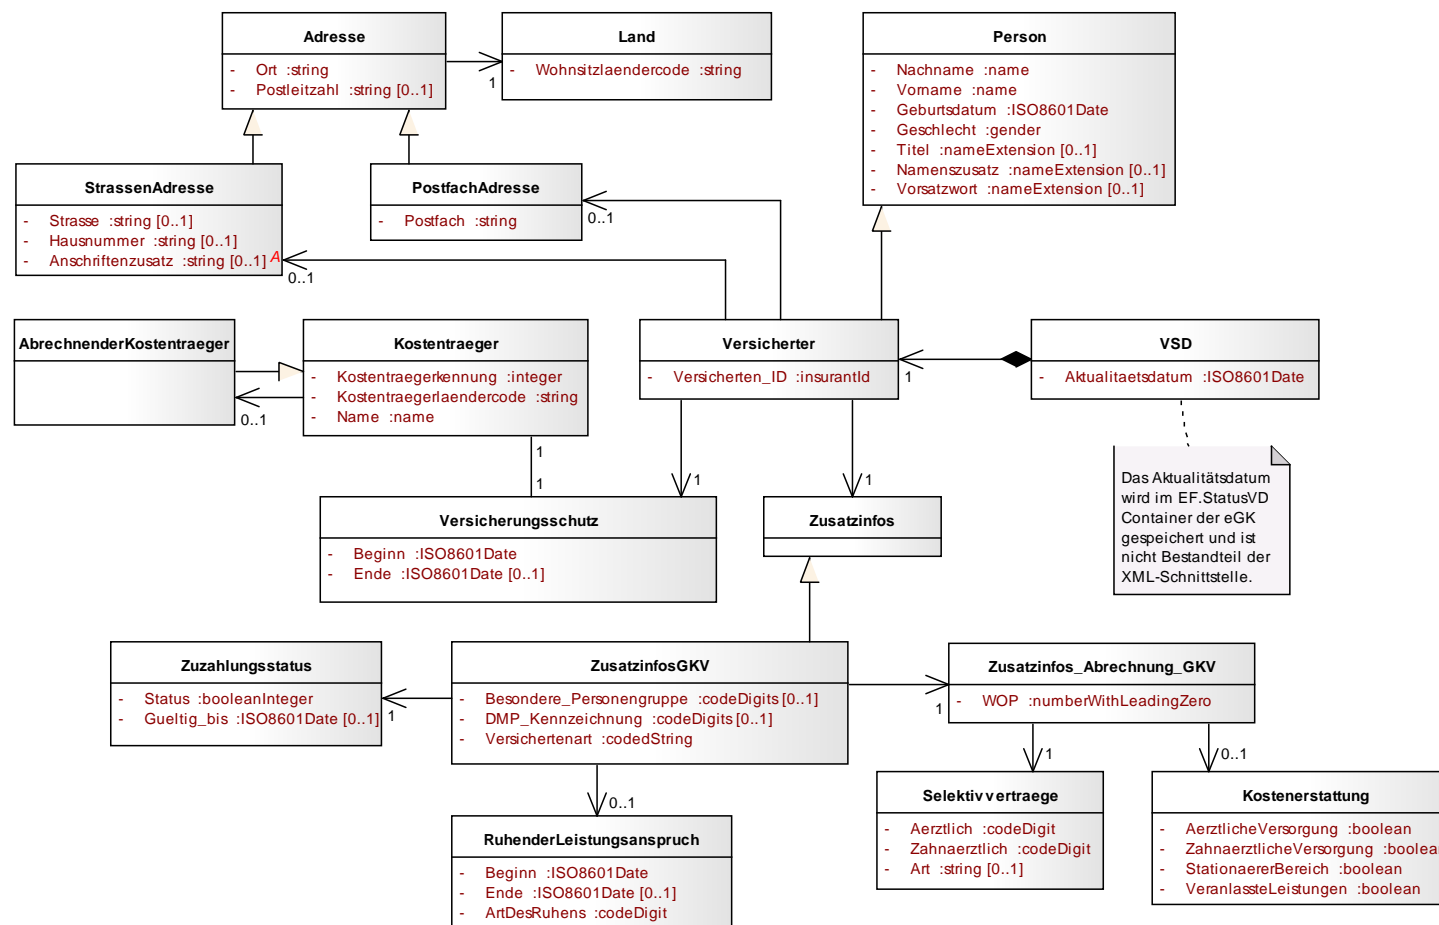 Adresse
- Ort :string
- Postleitzahl :string [0..1]
1
Land
- Wohnsitzlaendercode :string
Person
- Nachname :name
- Vorname :name
- Geburtsdatum :ISO8601Date
- Geschlecht :gender
- Titel :nameExtension [0..1]
- Namenszusatz :nameExtension [0..1]
- Vorsatzwort :nameExtension [0..1]
StrassenAdresse
- Strasse :string [0..1]
- Hausnummer :string [0..1]
- Anschriftenzusatz :string [0..1]
A
0..1
PostfachAdresse
- Postfach :string
0..1
AbrechnenderKostentraeger
0..1
Kostentraeger
- Kostentraegerkennung :integer
- Kostentraegerlaendercode :string
- Name :name
1
1
Versicherter
- Versicherten_ID :insurantId
1
VSD
- Aktualitaetsdatum :ISO8601Date
1
1
Das Aktualitätsdatum
wird im EF.StatusVD
Container der eGK
gespeichert und ist
nicht Bestandteil der
XML-Schnittstelle.
Versicherungsschutz
- Beginn :ISO8601Date
- Ende :ISO8601Date [0..1]
Zusatzinfos
Zuzahlungsstatus
- Status :booleanInteger
- Gueltig_bis :ISO8601Date [0..1]
1
ZusatzinfosGKV
- Besondere_Personengruppe :codeDigits [0..1]
- DMP_Kennzeichnung :codeDigits [0..1]
- Versichertenart :codedString
1
Zusatzinfos_Abrechnung_GKV
- WOP :numberWithLeadingZero
1
0..1
0..1
RuhenderLeistungsanspruch
- Beginn :ISO8601Date
- Ende :ISO8601Date [0..1]
- ArtDesRuhens :codeDigit
Selektivvertraege
- Aerztlich :codeDigit
- Zahnaerztlich :codeDigit
- Art :string [0..1]
Kostenerstattung
- AerztlicheVersorgung :boolean
- ZahnaerztlicheVersorgung :boolea
- StationaererBereich :boolean
- VeranlassteLeistungen :boolean